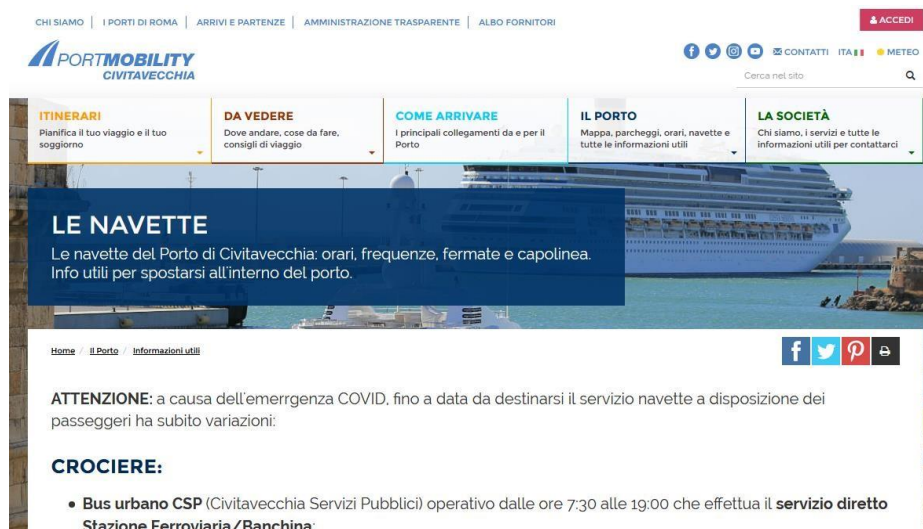 CHI SIAMO | I PORTI DI ROMA | ARRIVI E PARTENZE | AMMINISTRAZIONE TRASPARENTE | ALBO FORNITORI
ACCEDI
PORTMOBILITY
CIVITAVECCHIA
CONTATTI ITA METEO
Cerca nel sito
ITINERARI
Pianifica il tuo viaggio e il tuo
soggiorno
DA VEDERE
Dove andare, cose da fare,
consigli di viaggio
COME ARRIVARE
I principali collegamenti da e per il
Porto
IL PORTO
Mappa, parcheggi, orari, navette e
tutte le informazioni utili
LA SOCIETÀ
Chi siamo, i servizi e tutte le
informazioni utili per contattarci
LE NAVETTE
Le navette del Porto di Civitavecchia: orari, frequenze, fermate e capolinea.
Info utili per spostarsi all'interno del porto.
Home / Il Porto / Informazioni utili
ATTENZIONE: a causa dell'emerrgenza COVID, fino a data da destinarsi il servizio navette a disposizione dei
passeggeri ha subito variazioni:
CROCIERE:
• Bus urbano CSP (Civitavecchia Servizi Pubblici) operativo dalle ore 7:30 alle 19:00 che effettua il servizio diretto
Stazione Ferroviaria/Banchina: